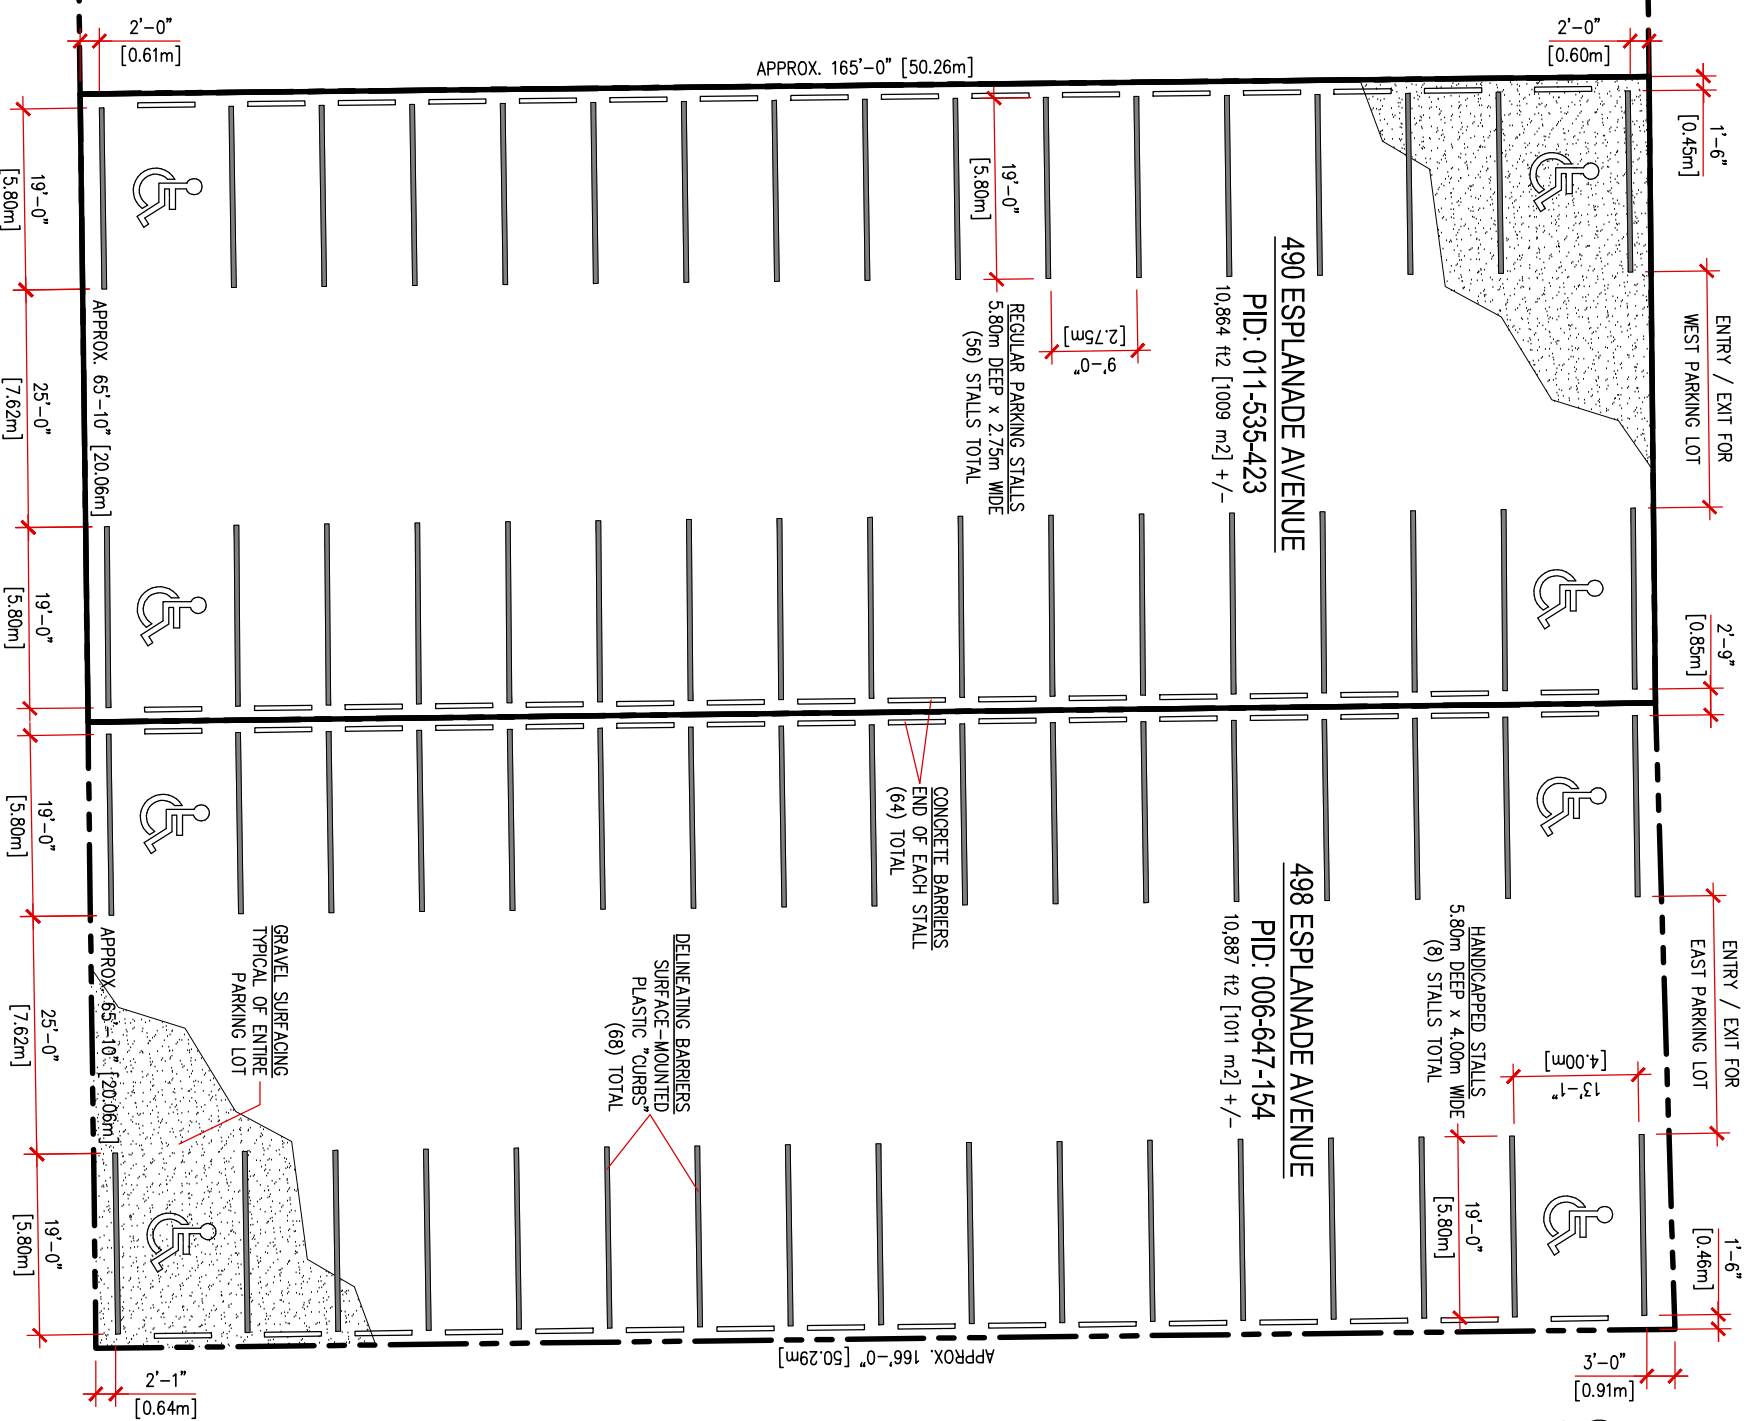 2'-0"
[0.61m]
APPROX. 165'-0" [50.26m]
2'-0"
[0.60m]
1'-6"
[0.45m]
19'-0"
[5.80m]
19'-0"
[5.80m]
490 ESPLANADE AVENUE
PID: 011-535-423
10,864 ft2 [1009 m2] +/-
ENTRY / EXIT FOR
WEST PARKING LOT
REGULAR PARKING STALLS
5.80m DEEP x 2.75m WIDE
(56) STALLS TOTAL
9'-0"
[2.75m]
APPROX. 65'-10" [20.06m]
25'-0"
[7.62m]
19'-0"
[5.80m]
2'-9"
[0.85m]
19'-0"
[5.80m]
CONCRETE BARRIERS
END OF EACH STALL
(64) TOTAL
498 ESPLANADE AVENUE
PID: 006-647-154
10,887 ft2 [1011 m2] +/-
HANDICAPPED STALLS
5.80m DEEP x 4.00m WIDE
(8) STALLS TOTAL
ENTRY / EXIT FOR
EAST PARKING LOT
13'-1"
[4.00m]
DELINEATING BARRIERS
SURFACE-MOUNTED
PLASTIC "CURBS"
(68) TOTAL
GRAVEL SURFACING
TYPICAL OF ENTIRE
PARKING LOT
APPROX. 65'-10" [20.06m]
25'-0"
[7.62m]
19'-0"
[5.80m]
19'-0"
[5.80m]
1'-6"
[0.46m]
APPROX. 166'-0" [50.29m]
2'-1"
[0.64m]
3'-0"
[0.91m]